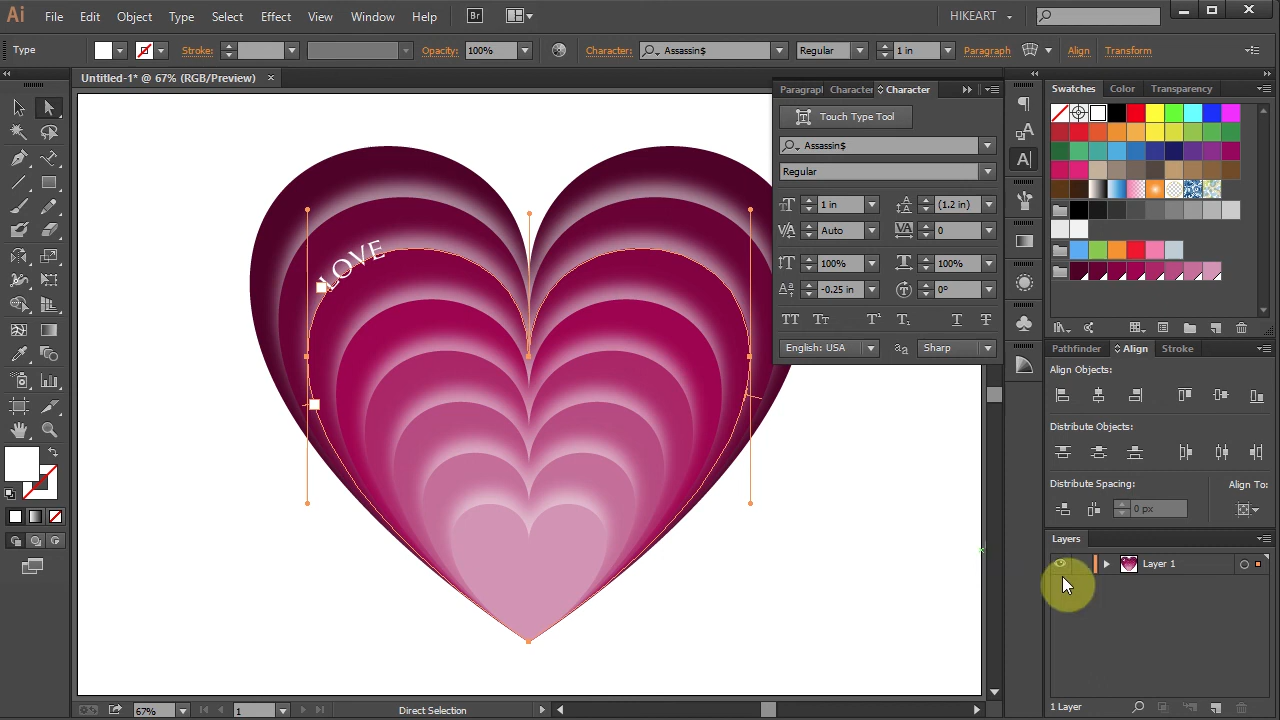 Ai File Edit Object Type Select Effect View Window Help Br HIKEART
Type Stroke: Opacity: 100% Character: Assassin$ Regular 1 in Paragraph Align Transform
Untitled-1* @ 67% (RGB/Preview)
Paragraph Character Character
Touch Type Tool
Assassin$
Regular
1 in (1.2 in)
Auto 0
100% 100%
-0.25 in 0°
English: USA Sharp
LOVE
Swatches Color Transparency
Pathfinder Align Stroke
Align Objects:
Distribute Objects:
Distribute Spacing: Align To:
0 px
Layers
Layer 1
1 Layer
67% 1 Direct Selection